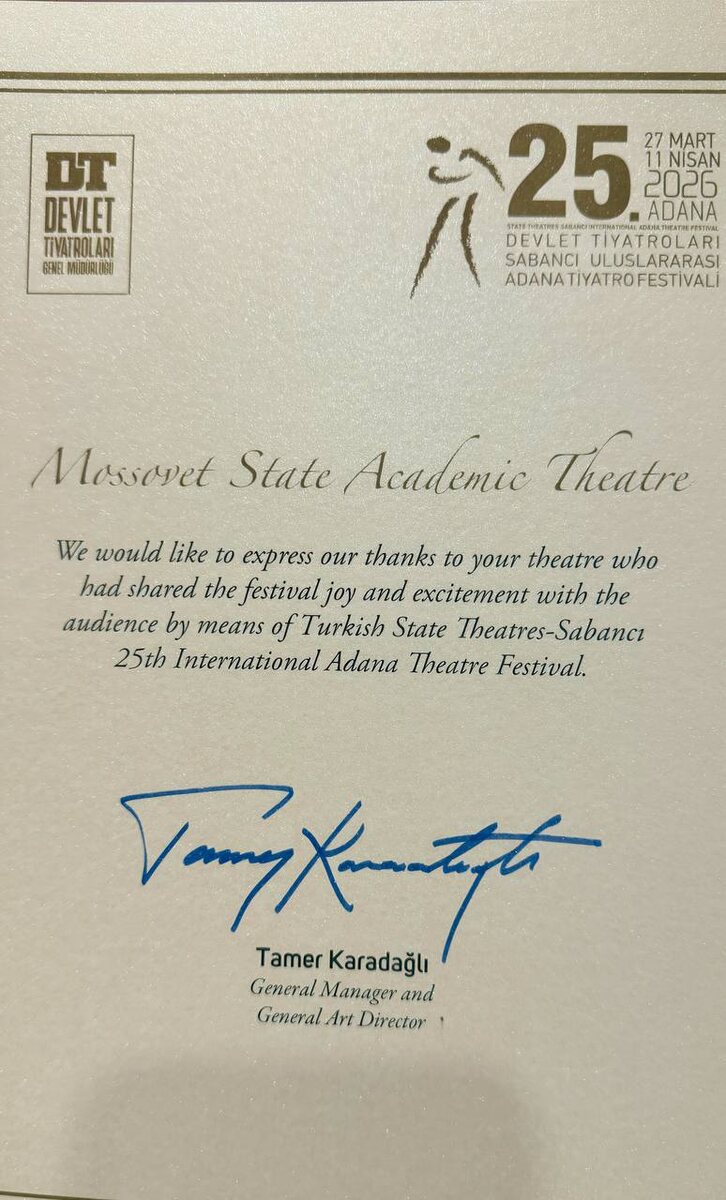 DT
DEVLET
TİYATROLARI
GENEL MÜDÜRLÜĞÜ
25.
27 MART
11 NİSAN
2026
ADANA
STATE THEATRES SABANCI INTERNATIONAL ADANA THEATRE FESTIVAL
DEVLET TİYATROLARI
SABANCI ULUSLARARASI
ADANA TİYATRO FESTİVALİ
Mossovet State Academic Theatre
We would like to express our thanks to your theatre who
had shared the festival joy and excitement with the
audience by means of Turkish State Theatres-Sabancı
25th International Adana Theatre Festival.
Tamer Karadağlı
Tamer Karadağlı
General Manager and
General Art Director